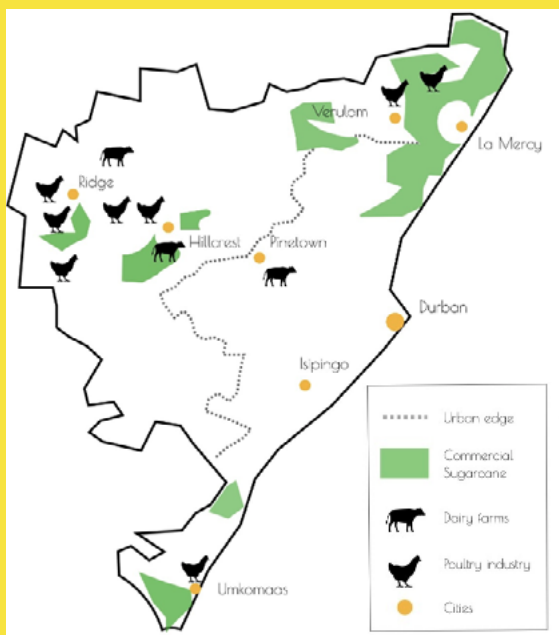 Verulam
La Mercy
Ridge
Hillcrest
Pinetown
Durban
Isipingo
Urban edge
Commercial
Sugarcane
Dairy farms
Poultry industry
Umkomaas
Cities